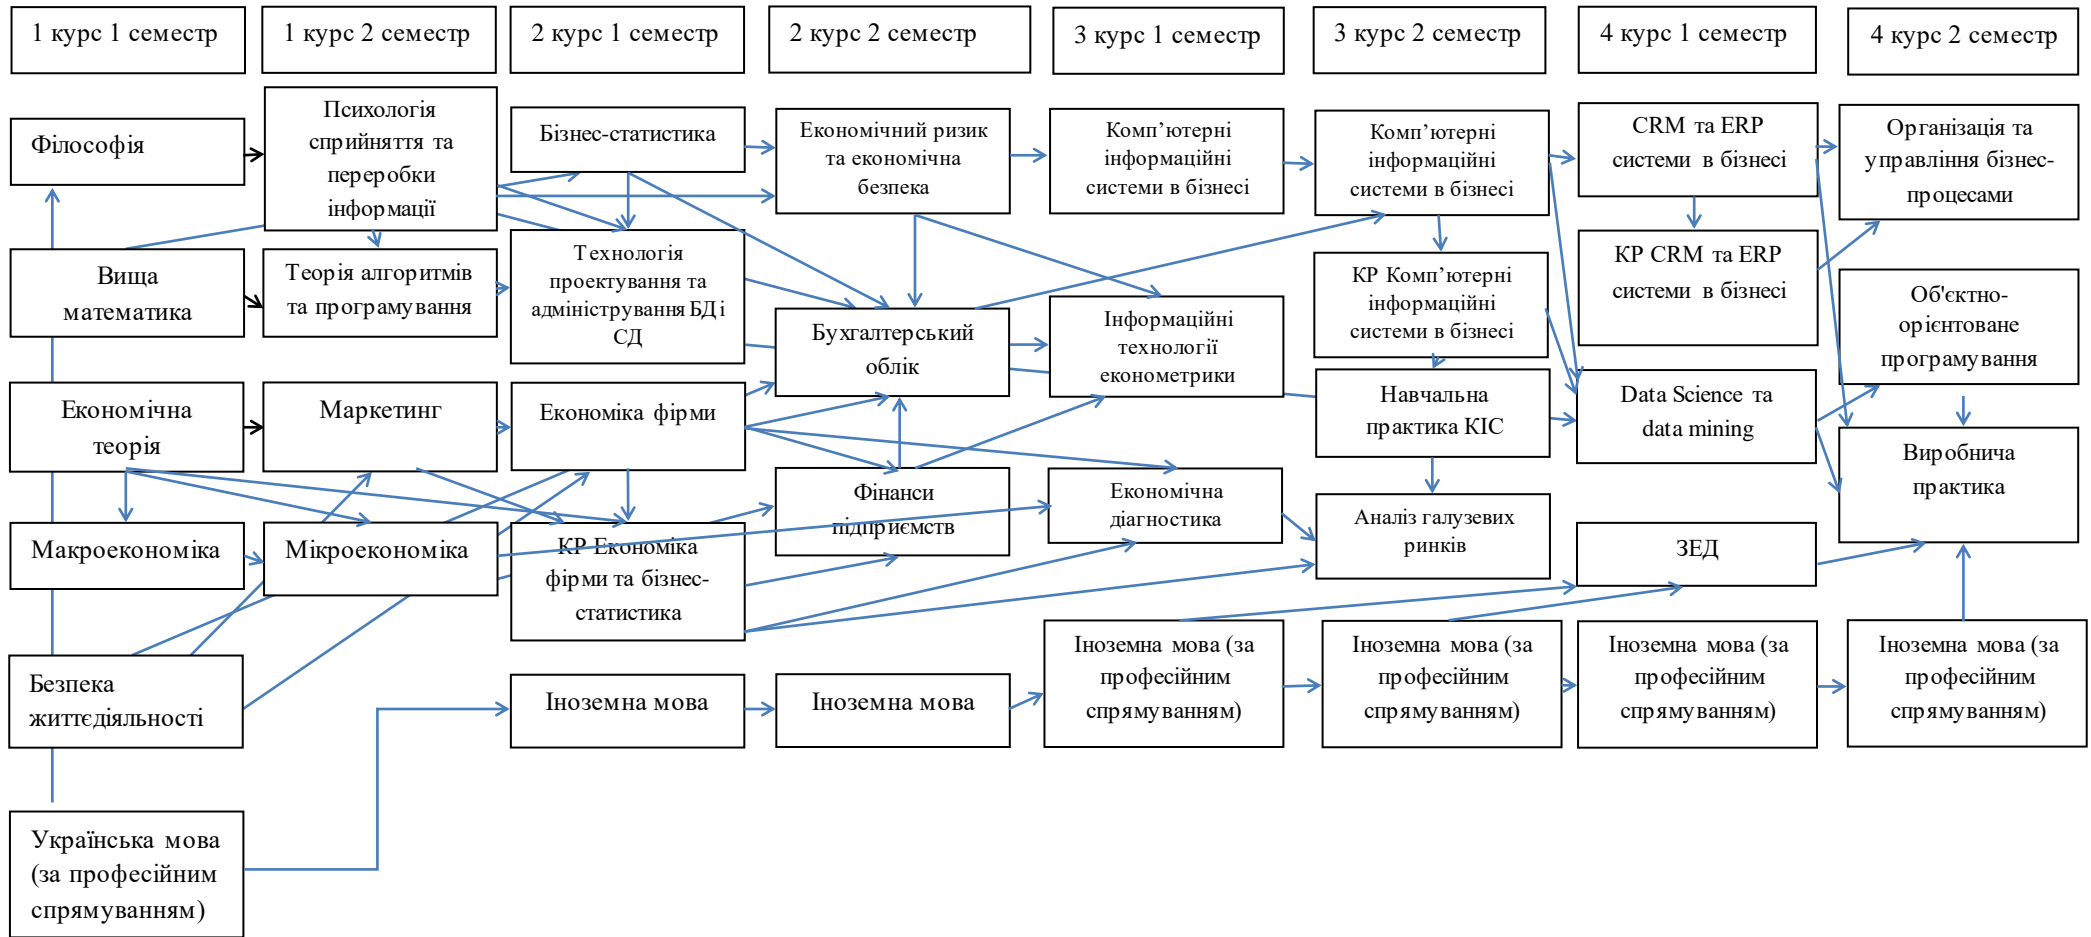 1 курс 1 семестр
1 курс 2 семестр
2 курс 1 семестр
2 курс 2 семестр
3 курс 1 семестр
3 курс 2 семестр
4 курс 1 семестр
4 курс 2 семестр
Філософія
Вища
математика
Економічна
теорія
Макроекономіка
Безпека
життєдіяльності
Українська мова
(за професійним
спрямуванням)
Психологія
сприйняття та
переробки
інформації
Теорія алгоритмів
та програмування
Маркетинг
Мікроекономіка
Бізнес-статистика
Технологія
проектування та
адміністрування БД і
СД
Економіка фірми
КР Економіка
фірми та бізнес-
статистика
Іноземна мова
Економічний ризик
та економічна
безпека
Бухгалтерський
облік
Фінанси
підприємств
Іноземна мова
Комп’ютерні
інформаційні
системи в бізнесі
Інформаційні
технології
економетрики
Економічна
діагностика
Іноземна мова (за
професійним
спрямуванням)
Комп’ютерні
інформаційні
системи в бізнесі
КР Комп’ютерні
інформаційні
системи в бізнесі
Навчальна
практика КІС
Аналіз галузевих
ринків
Іноземна мова (за
професійним
спрямуванням)
CRM та ERP
системи в бізнесі
КР CRM та ERP
системи в бізнесі
Data Science та
data mining
ЗЕД
Іноземна мова (за
професійним
спрямуванням)
Організація та
управління бізнес-
процесами
Об'єктно-
орієнтоване
програмування
Виробнича
практика
Іноземна мова (за
професійним
спрямуванням)